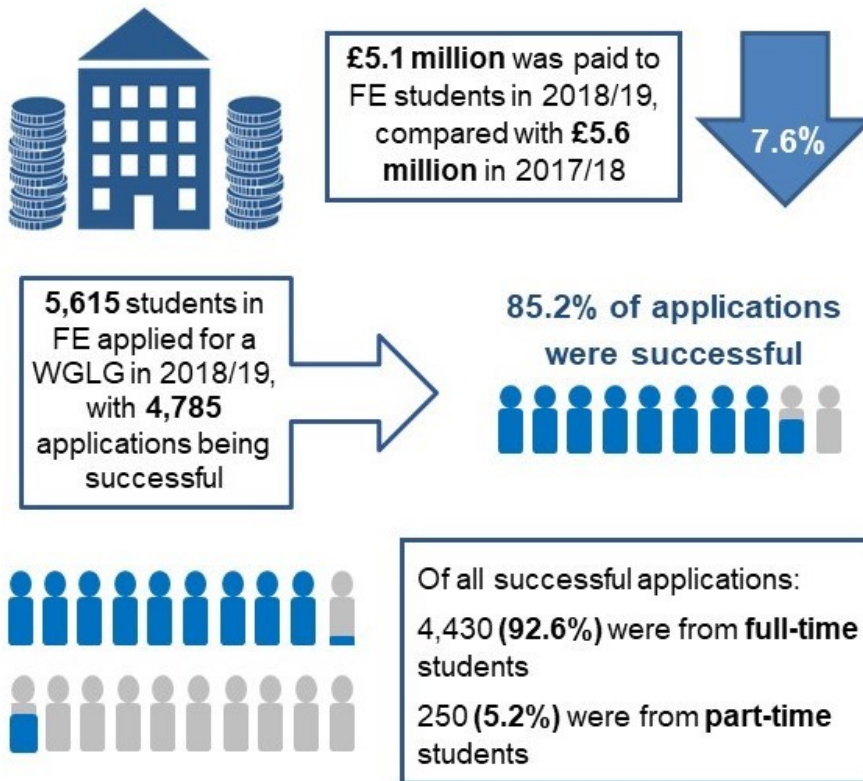 £5.1 million was paid to
FE students in 2018/19,
compared with £5.6
million in 2017/18
7.6%
5,615 students in
FE applied for a
WGLG in 2018/19,
with 4,785
applications being
successful
85.2% of applications
were successful
Of all successful applications:
4,430 (92.6%) were from full-time
students
250 (5.2%) were from part-time
students